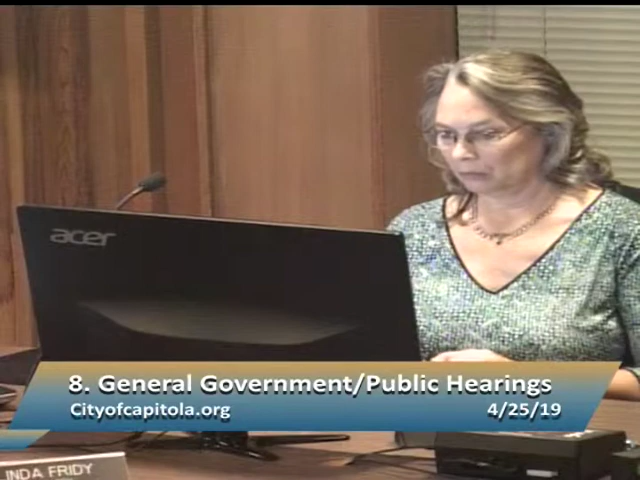 acer
8. General Government/Public Hearings
Cityofcapitola.org 4/25/19
INDA FRIDY